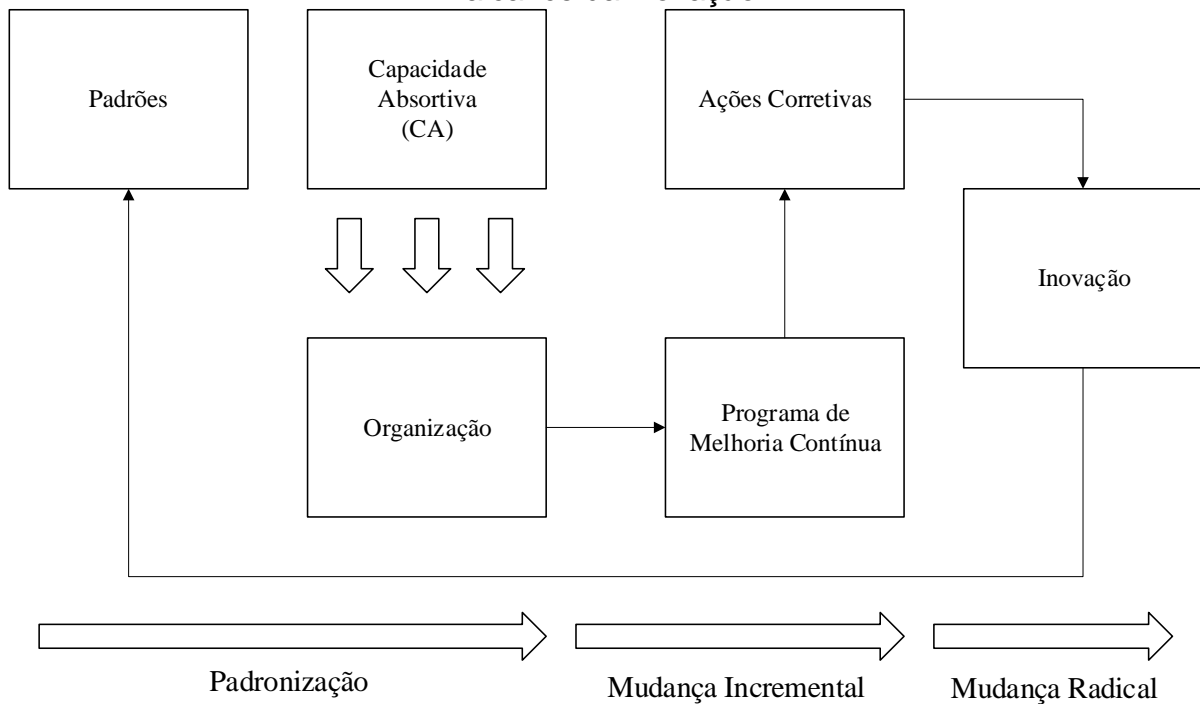 Padrões
Capacidade
Absortiva
(CA)
Ações Corretivas
Inovação
Organização
Programa de
Melhoria Contínua
Padronização
Mudança Incremental
Mudança Radical